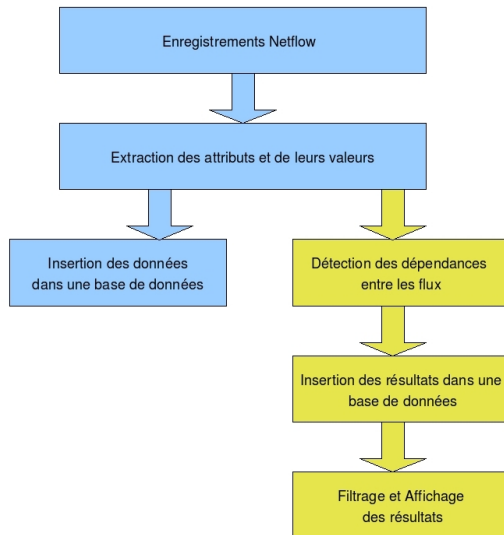 Enregistrements Netflow
Extraction des attributs et de leurs valeurs
Insertion des données
dans une base de données
Détection des dépendances
entre les flux
Insertion des résultats dans une
base de données
Filtrage et Affichage
des résultats